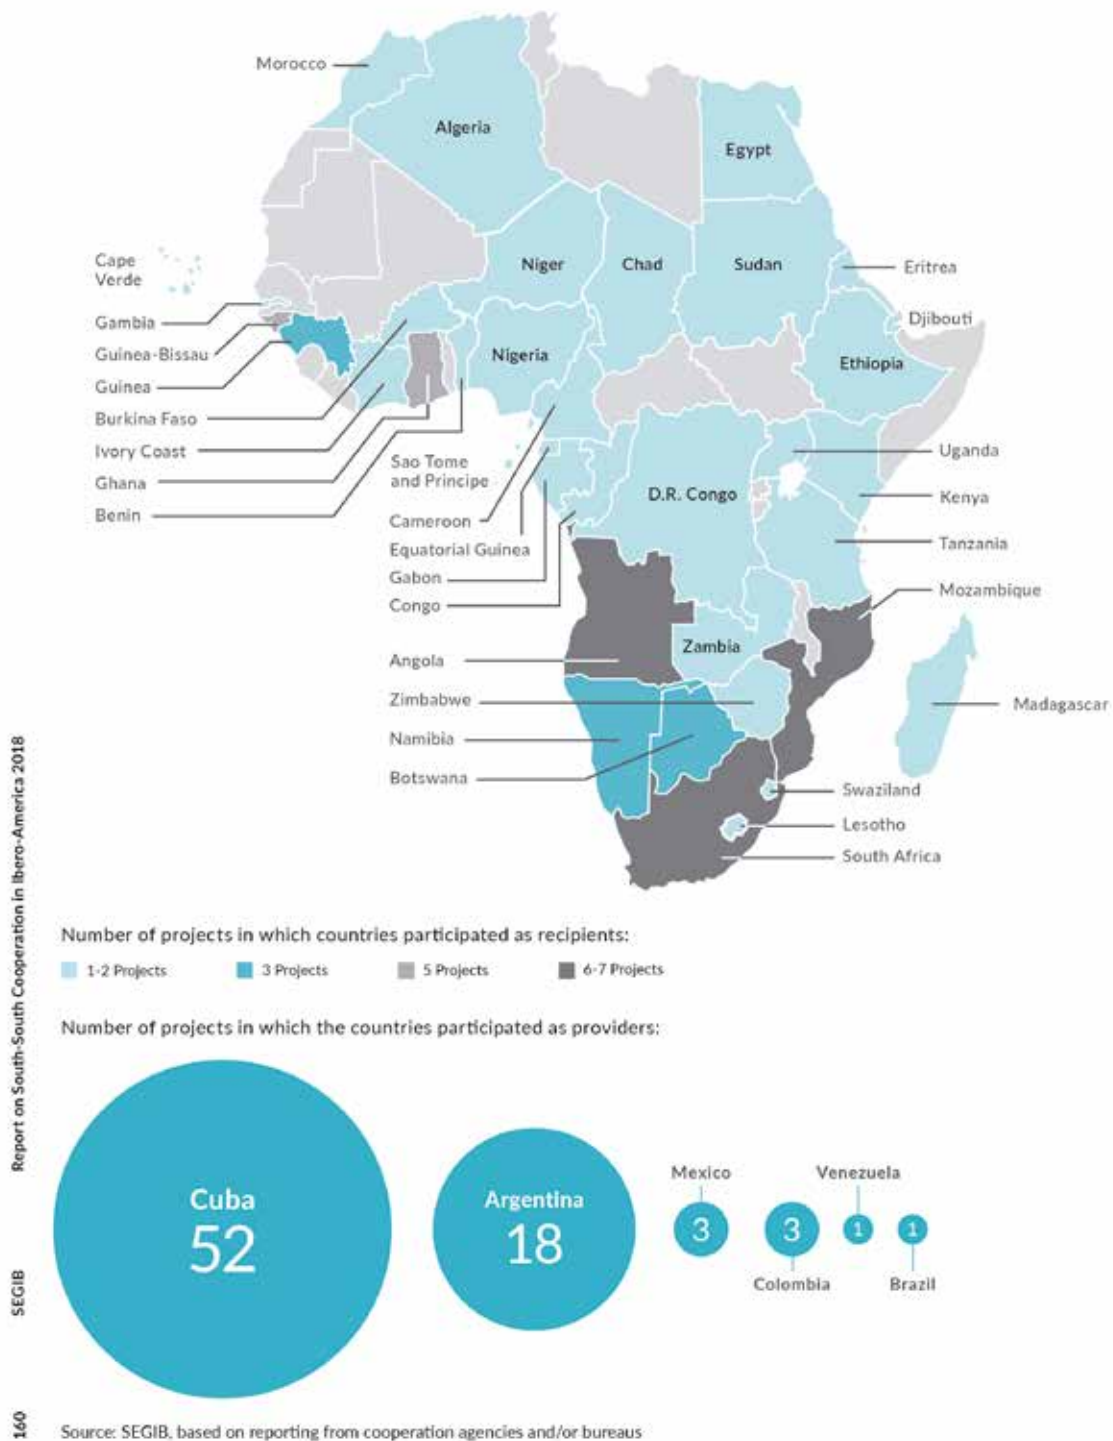 Morocco
Algeria
Egypt
Cape
Verde
Niger
Chad
Sudan
Eritrea
Gambia
Djibouti
Guinea-Bissau
Nigeria
Ethiopia
Guinea
Burkina Faso
Ivory Coast
Uganda
Ghana
Sao Tome
and Principe
D.R. Congo
Kenya
Benin
Cameroon
Tanzania
Equatorial Guinea
Gabon
Mozambique
Congo
Zambia
Angola
Zimbabwe
Madagascar
Namibia
Botswana
Swaziland
Lesotho
South Africa
Number of projects in which countries participated as recipients:
1-2 Projects
3 Projects
5 Projects
6-7 Projects
Number of projects in which the countries participated as providers:
Cuba
52
Argentina
18
Mexico
3
3
Colombia
Venezuela
1
1
Brazil
Source: SEGIB, based on reporting from cooperation agencies and/or bureaus
Report on South-South Cooperation in Ibero-America 2018
SEGIB
160